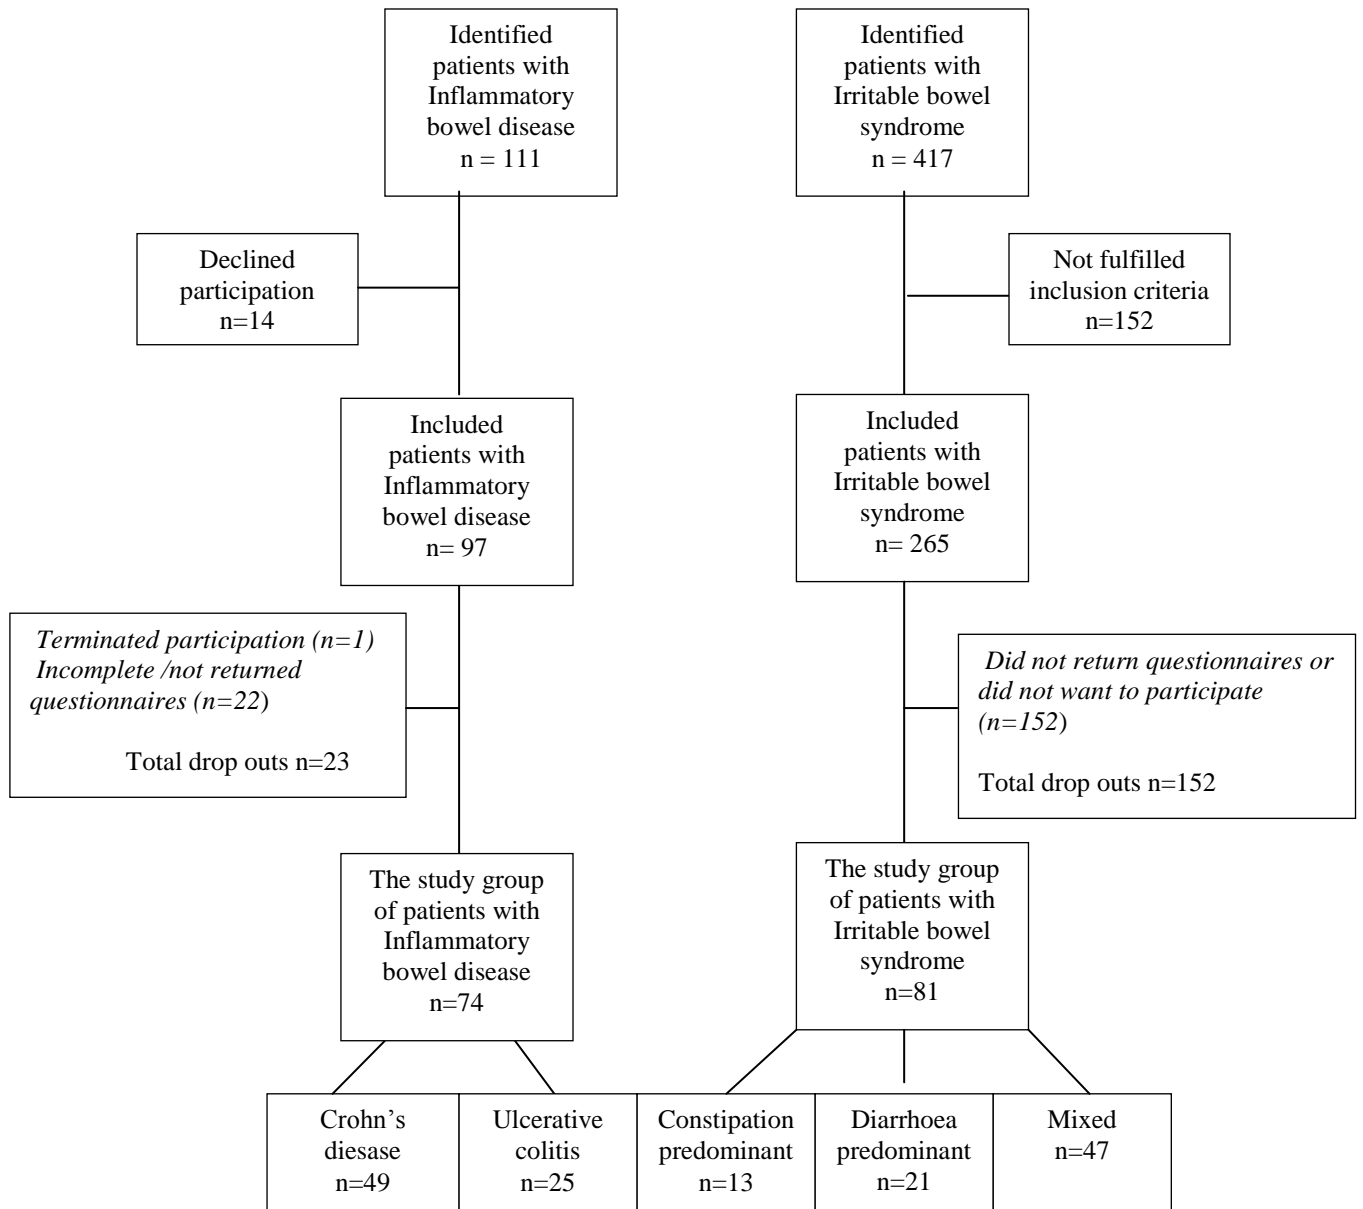 Identified
patients with
Inflammatory
bowel disease
n = 111
Identified
patients with
Irritable bowel
syndrome
n = 417
Declined
participation
n=14
Not fulfilled
inclusion criteria
n=152
Included
patients with
Inflammatory
bowel disease
n= 97
Included
patients with
Irritable bowel
syndrome
n= 265
Terminated participation (n=1)
Incomplete /not returned
questionnaires (n=22)
Total drop outs n=23
Did not return questionnaires or
did not want to participate
(n=152)
Total drop outs n=152
The study group
of patients with
Inflammatory
bowel disease
n=74
The study group
of patients with
Irritable bowel
syndrome
n=81
Crohn’s
diesase
n=49
Ulcerative
colitis
n=25
Constipation
predominant
n=13
Diarrhoea
predominant
n=21
Mixed
n=47